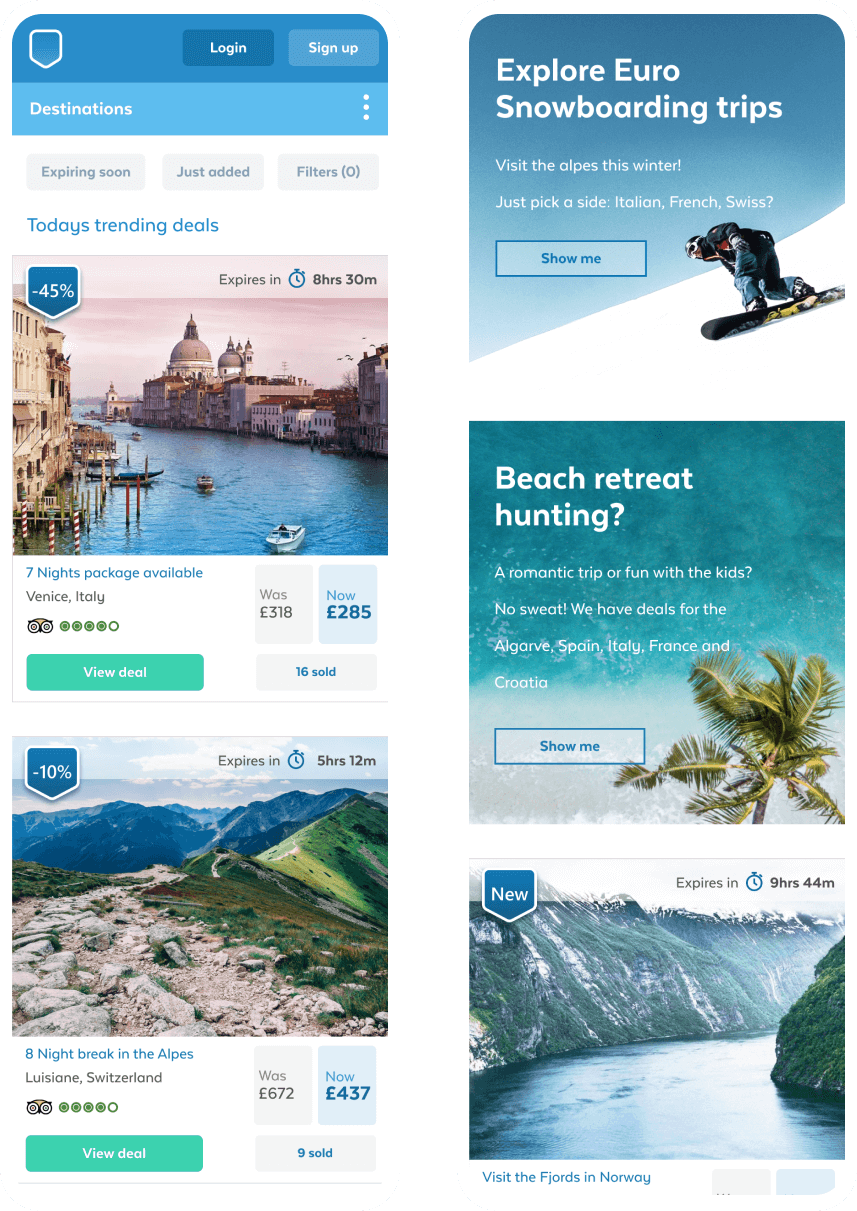 Login
Sign up
Destinations
Expiring soon
Just added
Filters (0)
Todays trending deals
-45%
Expires in 8hrs 30m
7 Nights package available
Venice, Italy
Was
£318
Now
£285
View deal
16 sold
-10%
Expires in 5hrs 12m
8 Night break in the Alpes
Luisiane, Switzerland
Was
£672
Now
£437
View deal
9 sold
Explore Euro
Snowboarding trips
Visit the alpes this winter!
Just pick a side: Italian, French, Swiss?
Show me
Beach retreat
hunting?
A romantic trip or fun with the kids?
No sweat! We have deals for the
Algarve, Spain, Italy, France and
Croatia
Show me
New
Expires in 9hrs 44m
Visit the Fjords in Norway